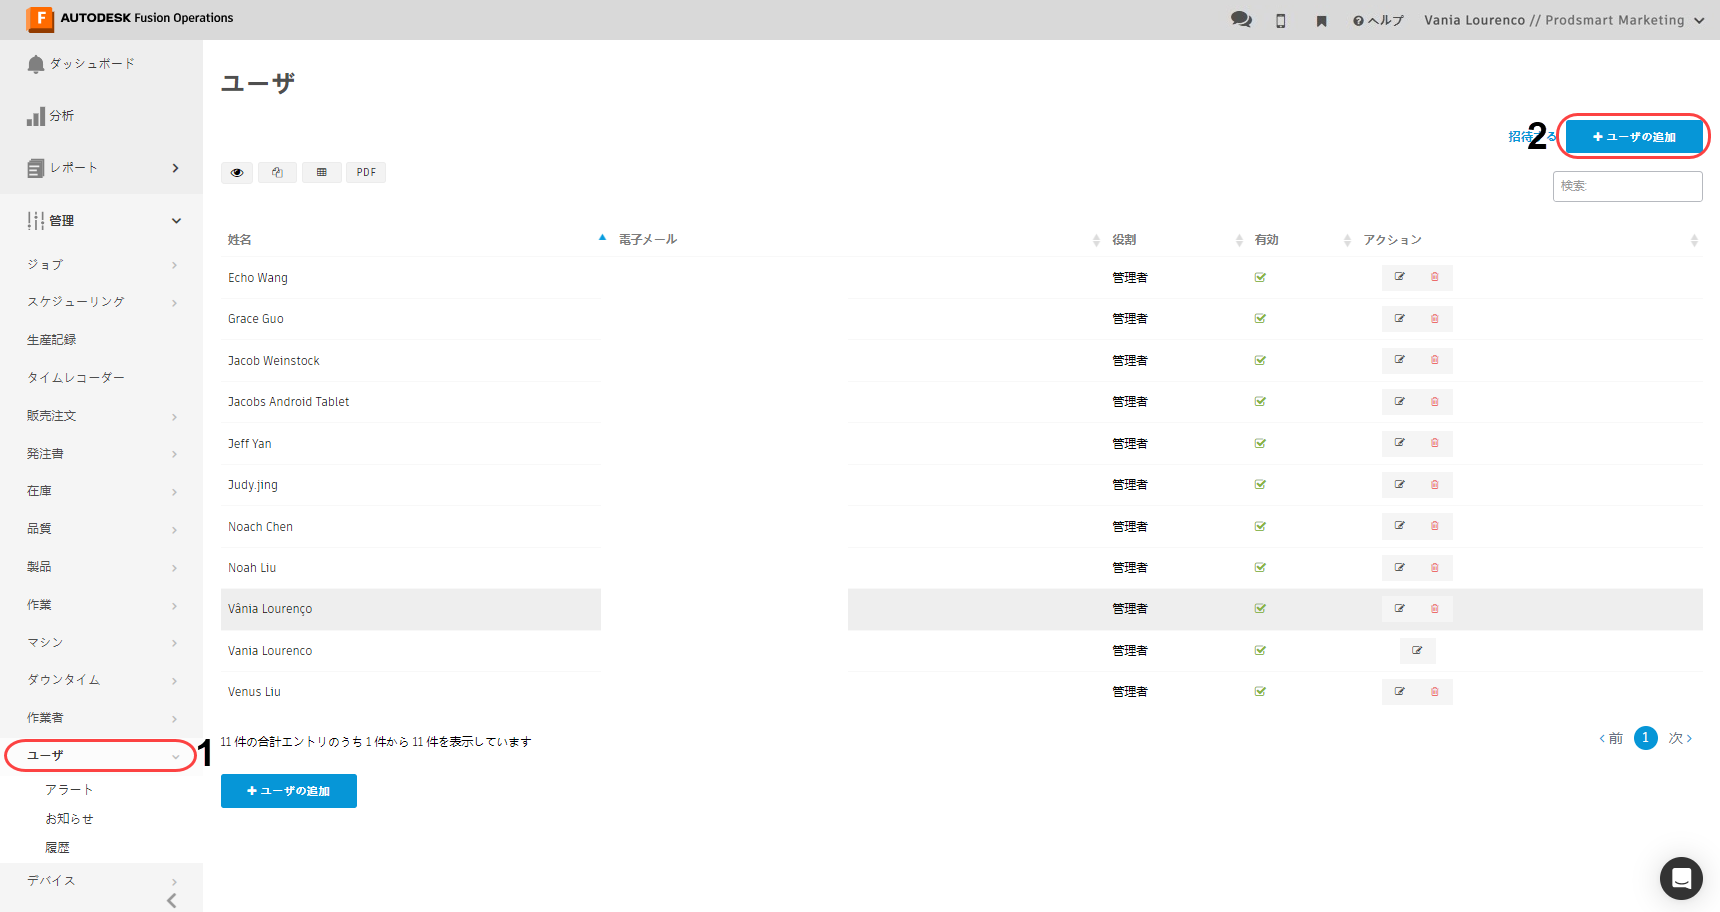 F AUTODESK Fusion Operations
ヘルプ
Vania Lourenco // Prodsmart Marketing
ダッシュボード
分析
レポート
管理
ジョブ
スケジューリング
生産記録
タイムレコーダー
販売注文
発注書
在庫
品質
製品
作業
マシン
ダウンタイム
作業者
ユーザ
1
アラート
お知らせ
履歴
デバイス
ユーザ
招待する
2
ユーザの追加
PDF
検索:
姓名 電子メール 役割 有効 アクション
Echo Wang 管理者
Grace Guo 管理者
Jacob Weinstock 管理者
Jacobs Android Tablet 管理者
Jeff Yan 管理者
Judy.jing 管理者
Noach Chen 管理者
Noah Liu 管理者
Vânia Lourenço 管理者
Vania Lourenco 管理者
Venus Liu 管理者
11 件の合計エントリのうち 1 件から 11 件を表示しています
前 1 次
ユーザの追加